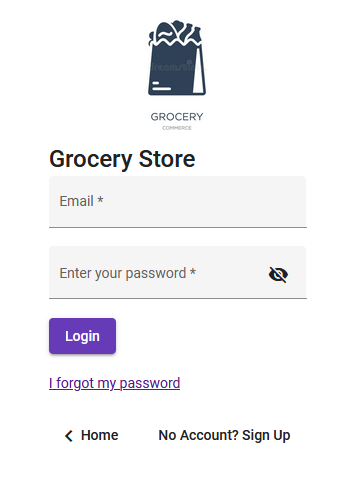 GROCERY
COMMERCE
Grocery Store
Email *
Enter your password *
Login
I forgot my password
Home
No Account? Sign Up